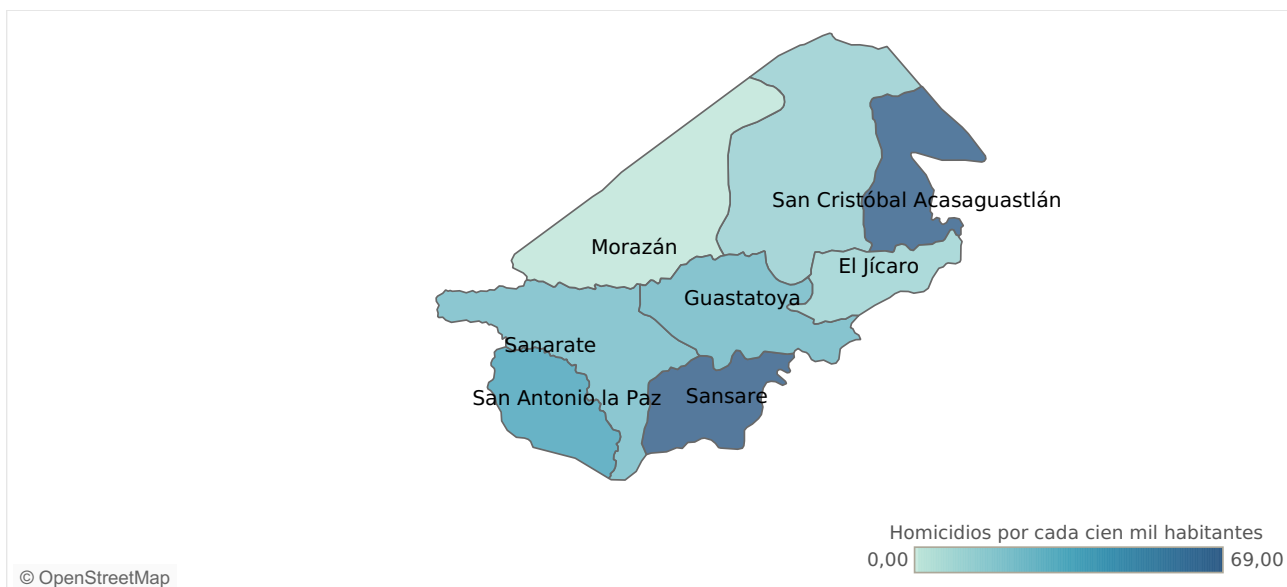 San Cristóbal Acasaguastlán
Morazán
El Jícaro
Guastatoya
Sanarate
San Antonio la Paz
Sansare
Homicidios por cada cien mil habitantes
0,00
69,00
© OpenStreetMap